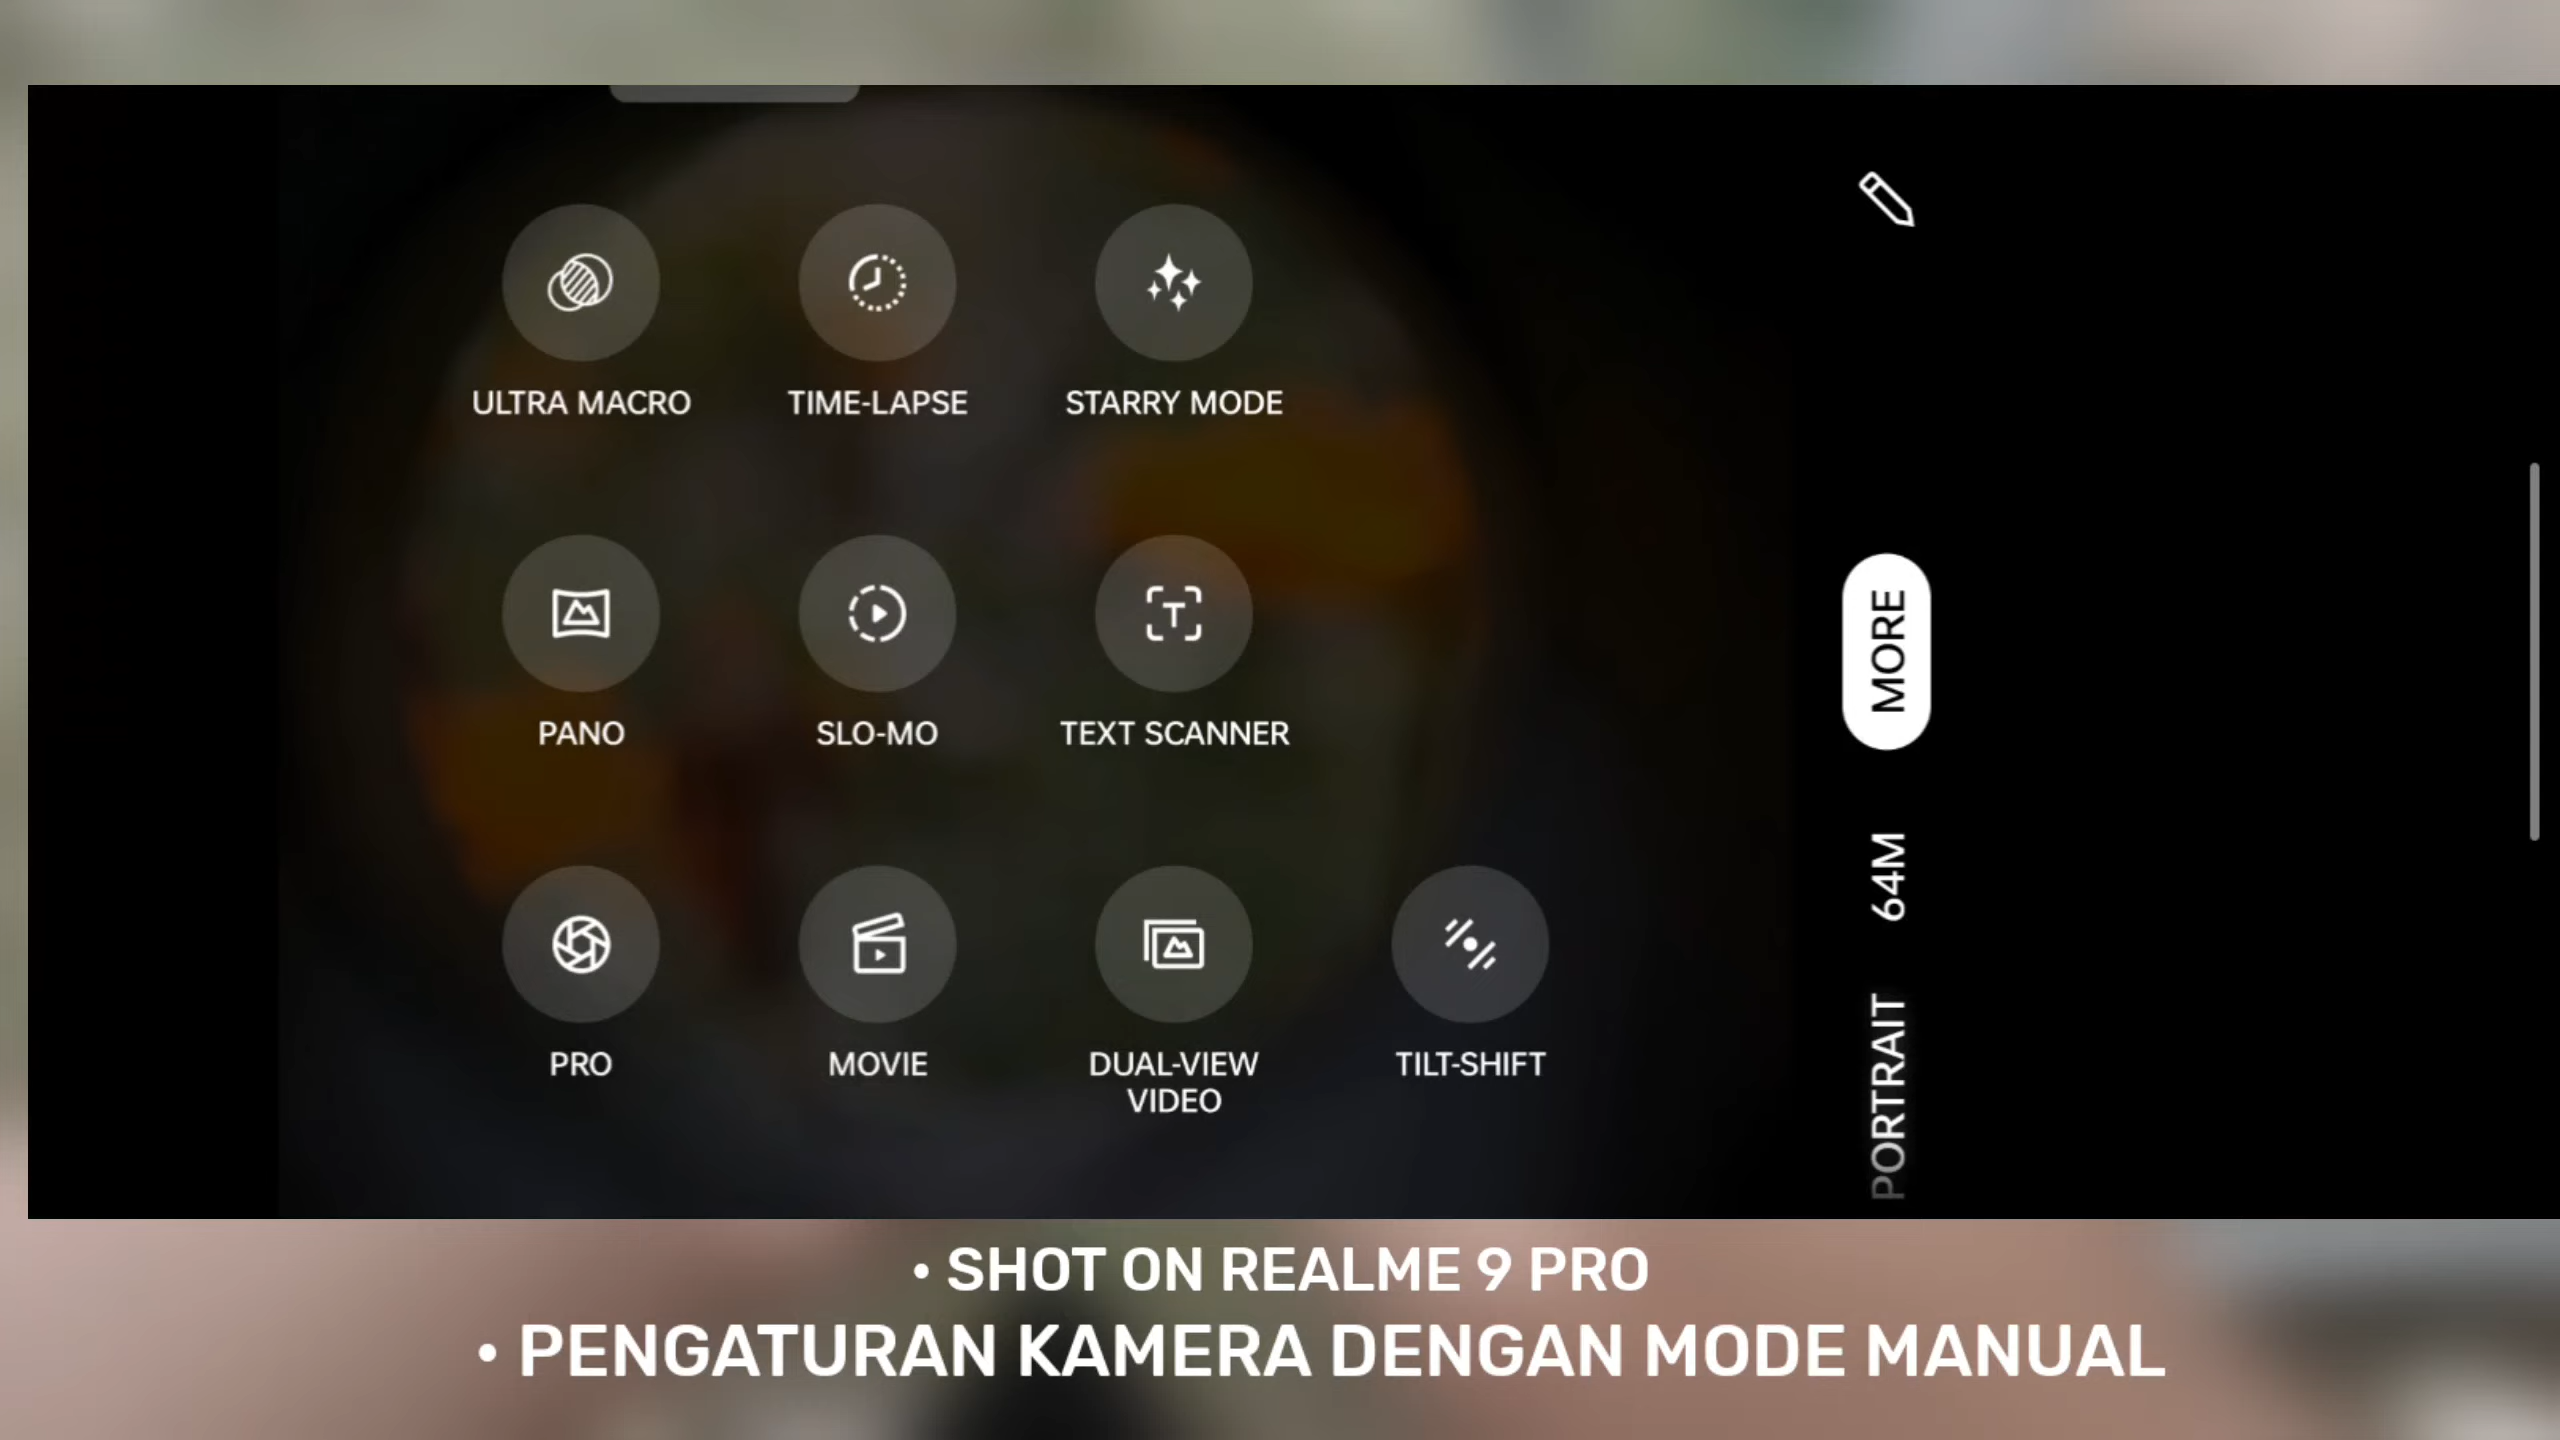 ULTRA MACRO
TIME-LAPSE
STARRY MODE
PANO
SLO-MO
TEXT SCANNER
PRO
MOVIE
DUAL-VIEW
VIDEO
TILT-SHIFT
MORE
64M
PORTRAIT
• SHOT ON REALME 9 PRO
• PENGATURAN KAMERA DENGAN MODE MANUAL